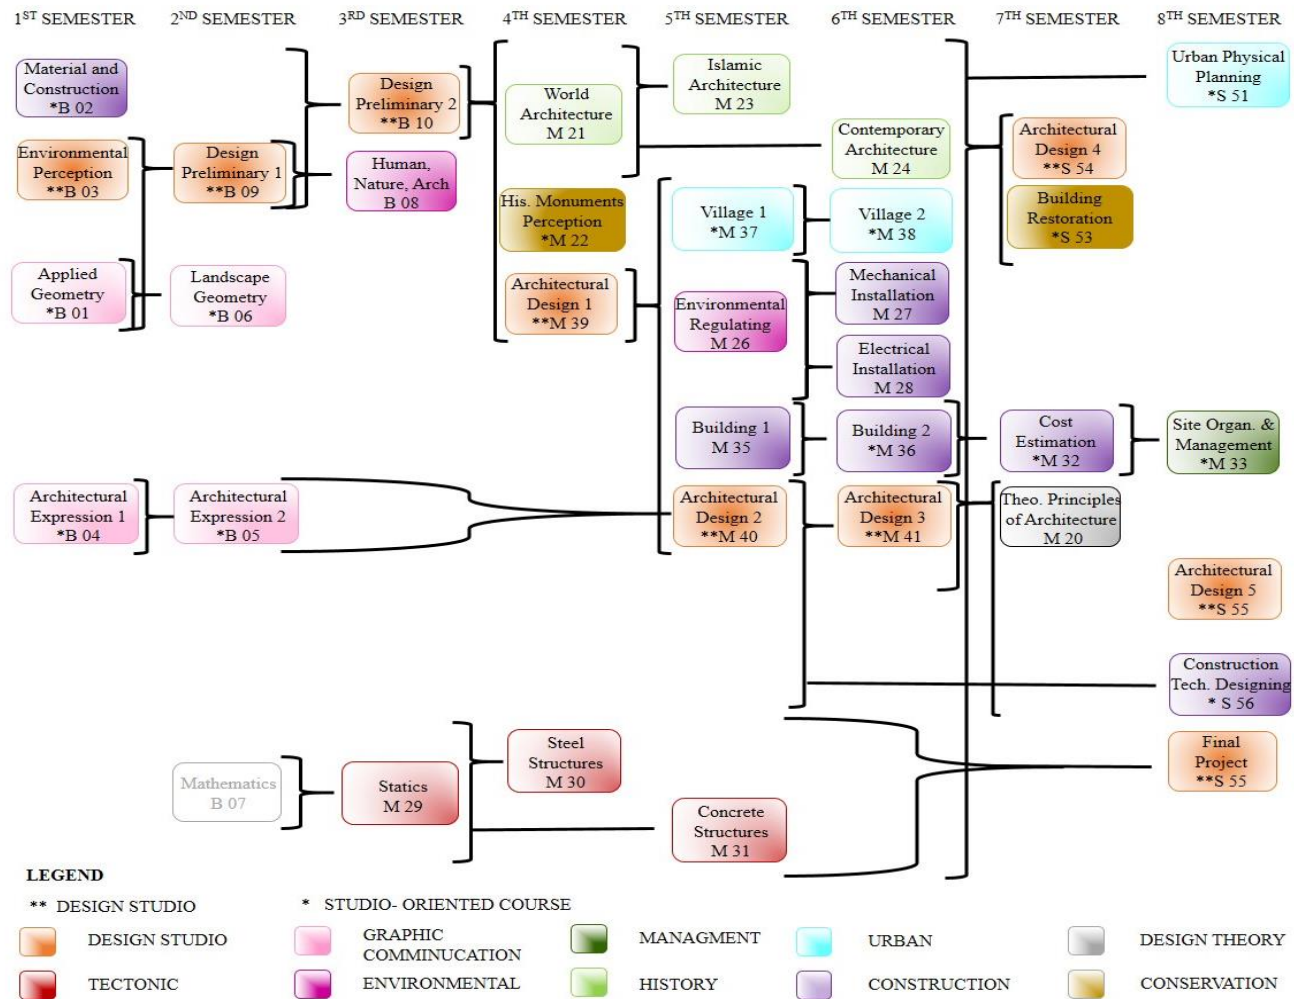 1ST SEMESTER
2ND SEMESTER
3RD SEMESTER
4TH SEMESTER
5TH SEMESTER
6TH SEMESTER
7TH SEMESTER
8TH SEMESTER
Material and
Construction
*B 02
Environmental
Perception
**B 03
Applied
Geometry
*B 01
Architectural
Expression 1
*B 04
Design
Preliminary 1
**B 09
Landscape
Geometry
*B 06
Architectural
Expression 2
*B 05
Mathematics
B 07
Design
Preliminary 2
**B 10
Human,
Nature, Arch
B 08
Statics
M 29
World
Architecture
M 21
His. Monuments
Perception
*M 22
Architectural
Design 1
**M 39
Steel
Structures
M 30
Islamic
Architecture
M 23
Village 1
*M 37
Environmental
Regulating
M 26
Building 1
M 35
Architectural
Design 2
**M 40
Concrete
Structures
M 31
Contemporary
Architecture
M 24
Village 2
*M 38
Mechanical
Installation
M 27
Electrical
Installation
M 28
Building 2
*M 36
Architectural
Design 3
**M 41
Architectural
Design 4
**S 54
Building
Restoration
*S 53
Cost
Estimation
*M 32
Theo. Principles
of Architecture
M 20
Urban Physical
Planning
*S 51
Site Organ. &
Management
*M 33
Architectural
Design 5
**S 55
Construction
Tech. Designing
* S 56
Final
Project
**S 55
LEGEND
** DESIGN STUDIO
* STUDIO- ORIENTED COURSE
DESIGN STUDIO
GRAPHIC
COMMINUCATION
MANAGMENT
URBAN
DESIGN THEORY
TECTONIC
ENVIRONMENTAL
HISTORY
CONSTRUCTION
CONSERVATION